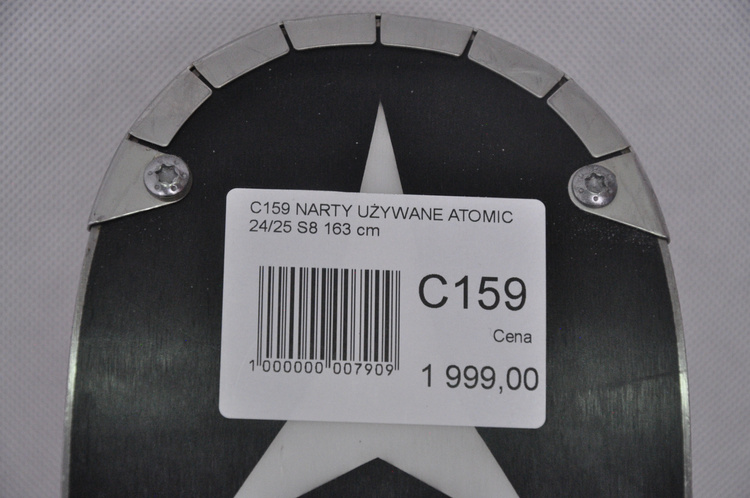 C159 NARTY UŻYWANE ATOMIC
24/25 S8 163 cm
C159
Cena
1 999,00
1 000000 007909